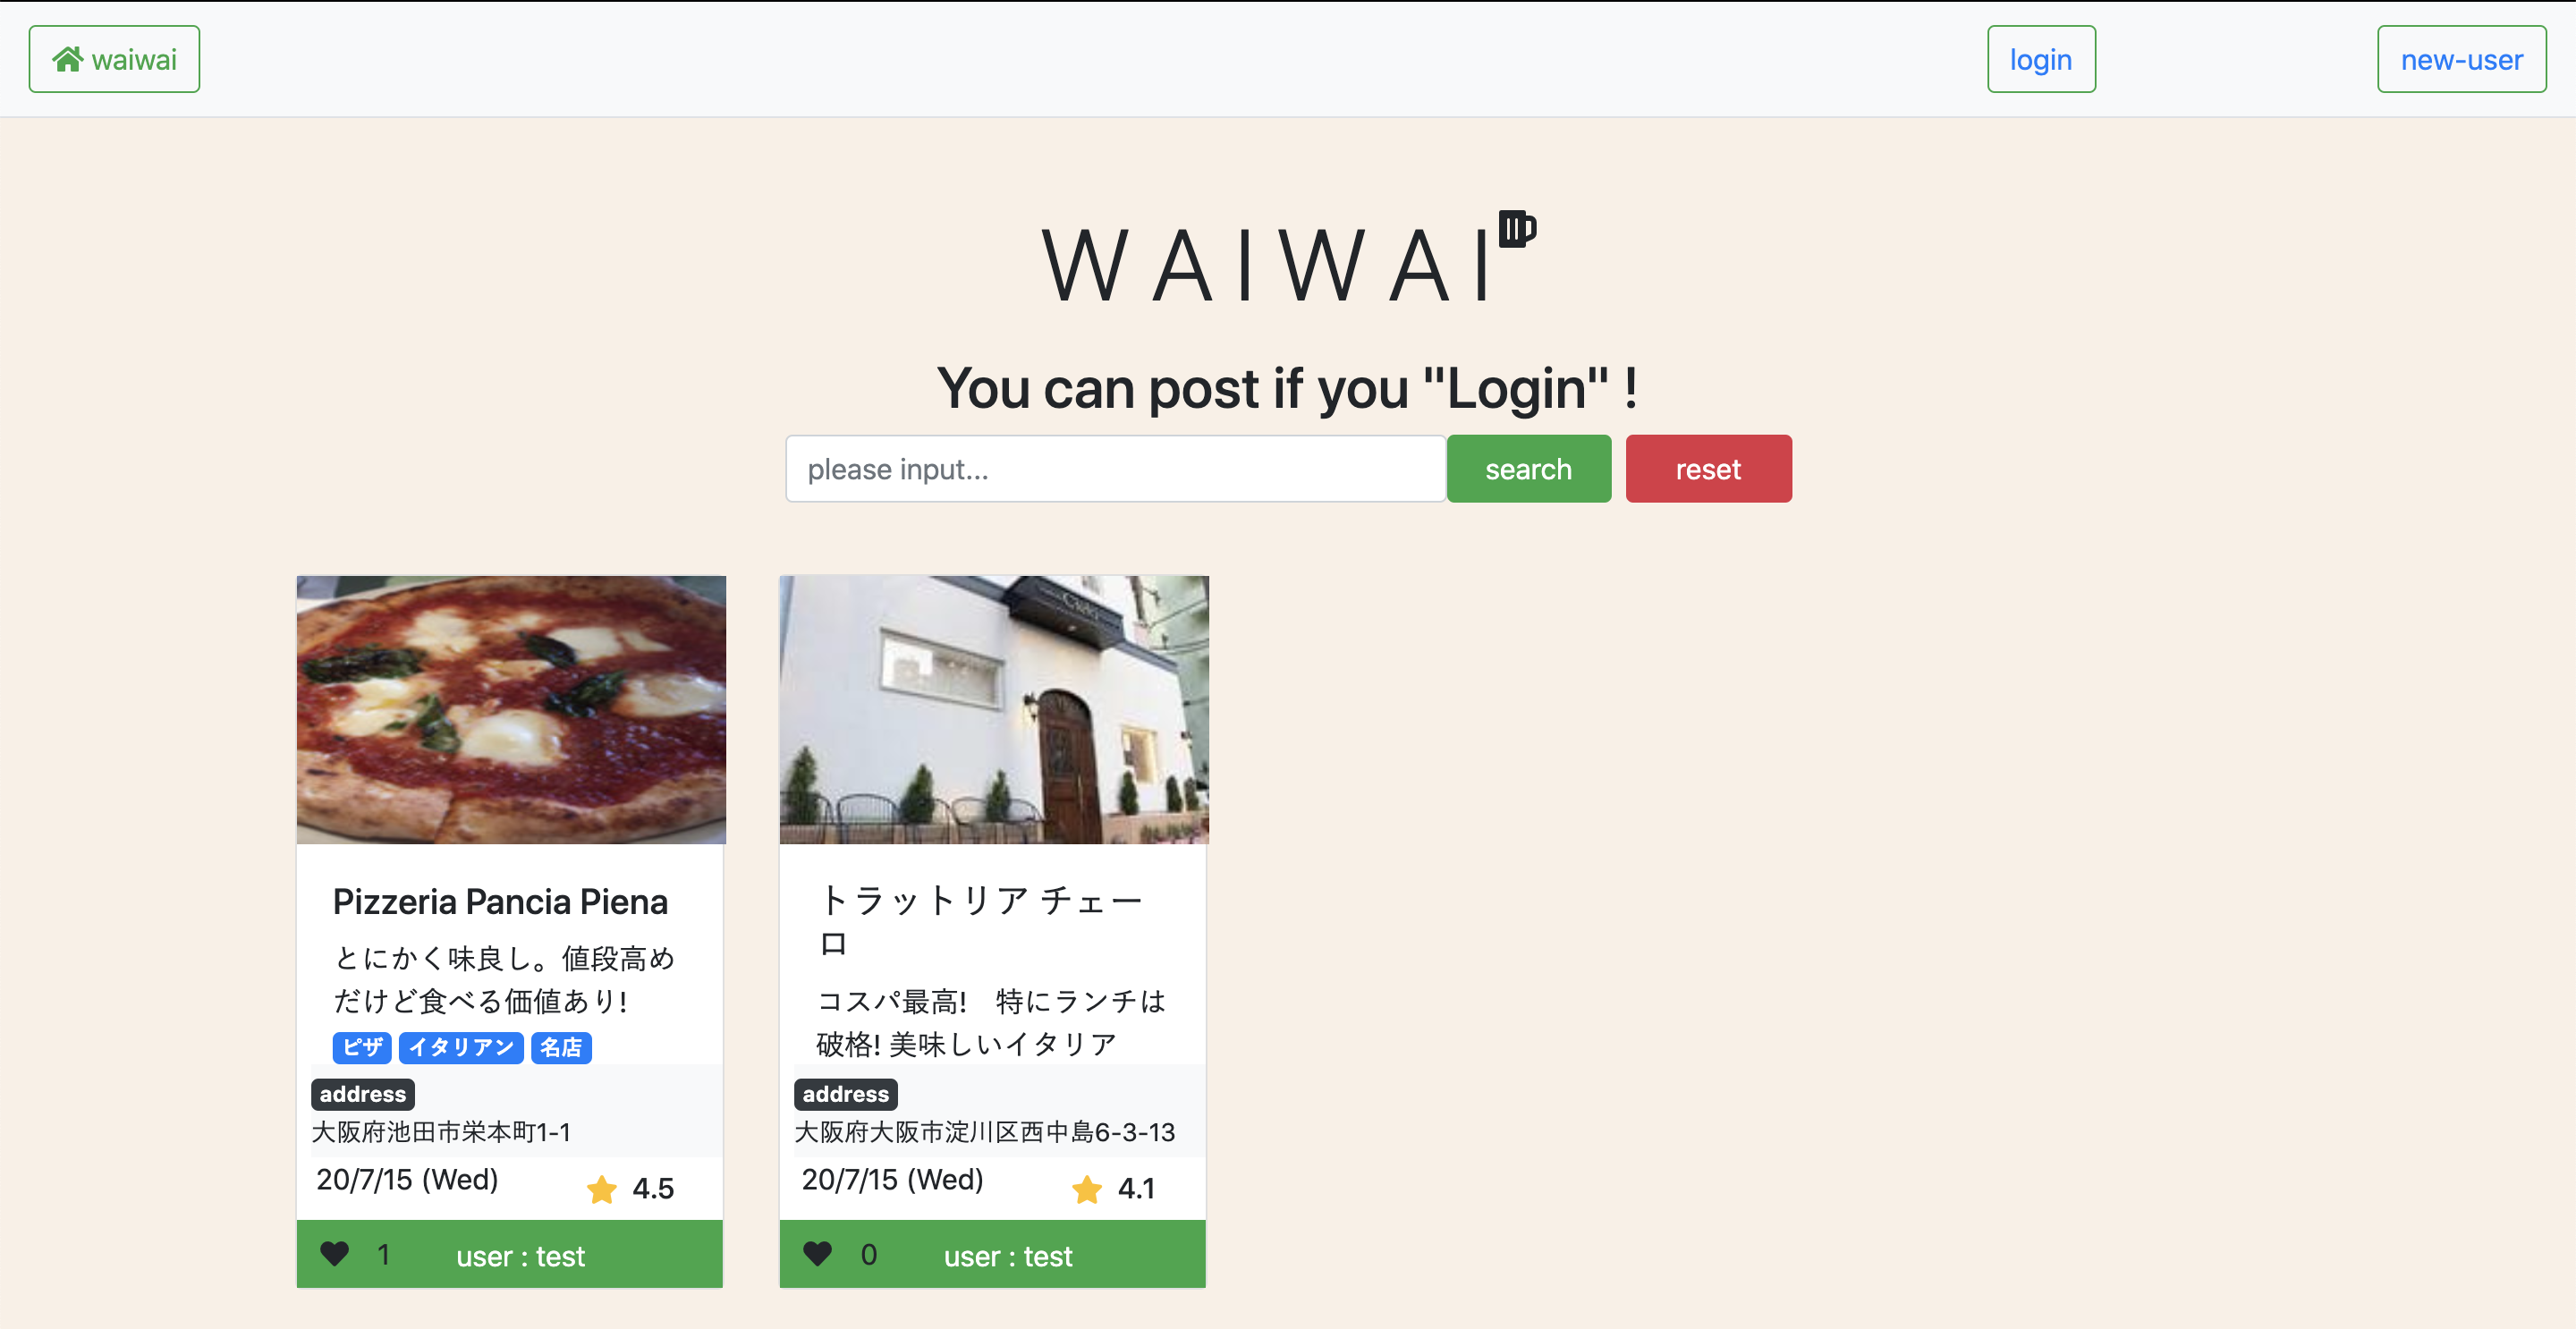 waiwai
login
new-user
WAIWAI
You can post if you "Login" !
please input...
search
reset
Pizzeria Pancia Piena
とにかく味良し。値段高め
だけど食べる価値あり!
ピザ イタリアン 名店
address
大阪府池田市栄本町1-1
20/7/15 (Wed)
4.5
1
user : test
トラットリア チェー
ロ
コスパ最高!　特にランチは
破格! 美味しいイタリア
address
大阪府大阪市淀川区西中島6-3-13
20/7/15 (Wed)
4.1
0
user : test